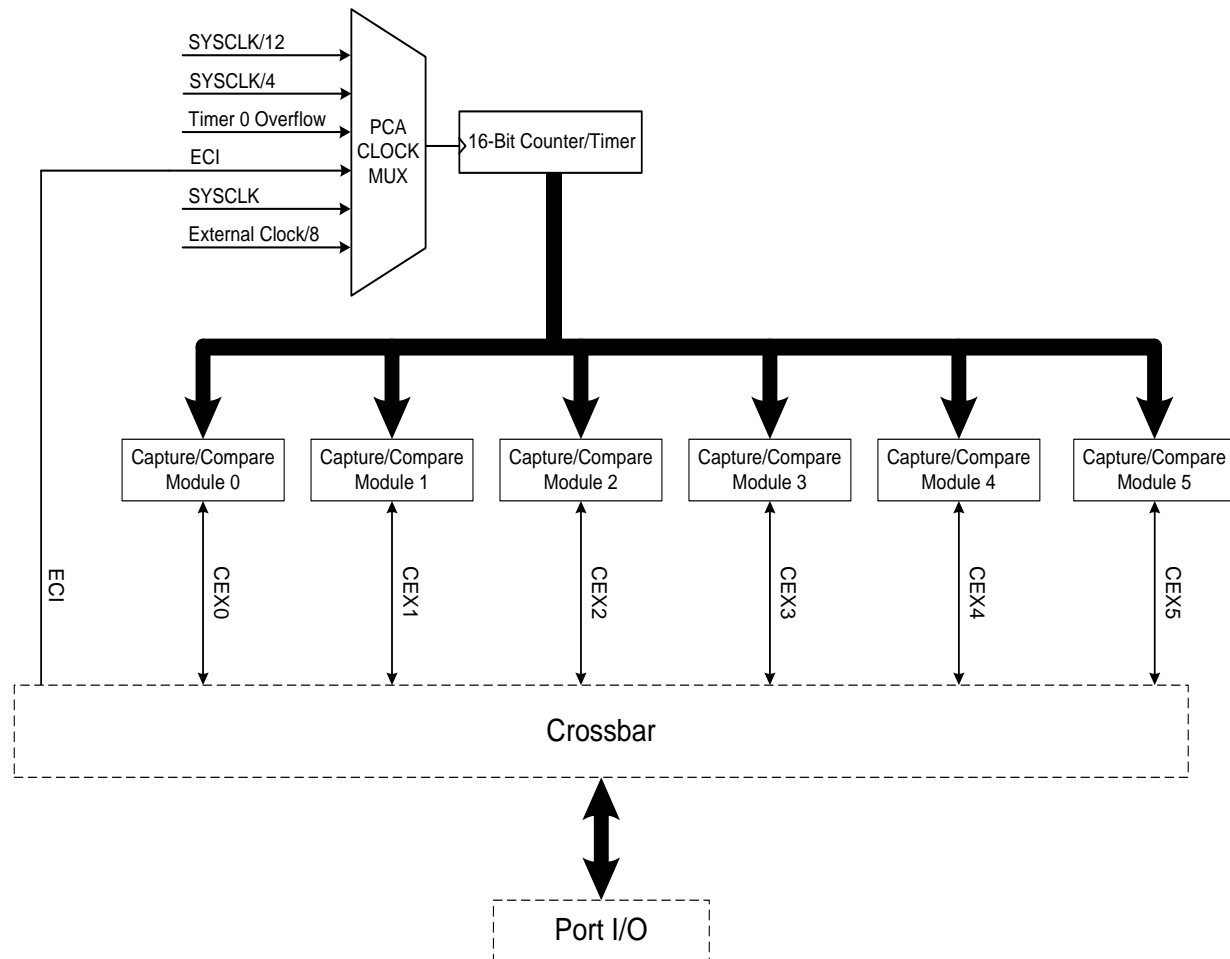 SYSCLK/12
SYSCLK/4
Timer 0 Overflow
ECI
SYSCLK
External Clock/8
PCA
CLOCK
MUX
16-Bit Counter/Timer
Capture/Compare
Module 0
Capture/Compare
Module 1
Capture/Compare
Module 2
Capture/Compare
Module 3
Capture/Compare
Module 4
Capture/Compare
Module 5
ECI
CEX0
CEX1
CEX2
CEX3
CEX4
CEX5
Crossbar
Port I/O